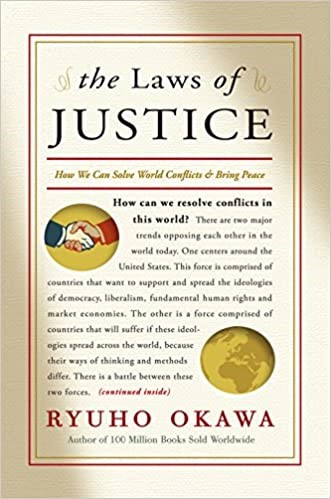 the Laws of
JUSTICE
How We Can Solve World Conflicts & Bring Peace
How can we resolve conflicts in
this world? There are two major
trends opposing each other in the
world today. One centers around the
United States. This force is comprised of
countries that want to support and spread the ideologies
of democracy, liberalism, fundamental human rights and
market economies. The other is a force comprised of
countries that will suffer if these ideol-
ogies spread across the world, because
their ways of thinking and methods
differ. There is a battle between these
two forces. (continued inside)
RYUHO OKAWA
Author of 100 Million Books Sold Worldwide